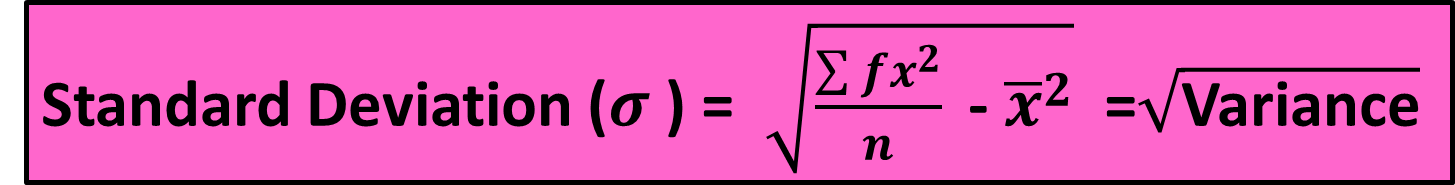 Standard Deviation (σ ) = √(∑ fx² / n - x̅²) =√Variance